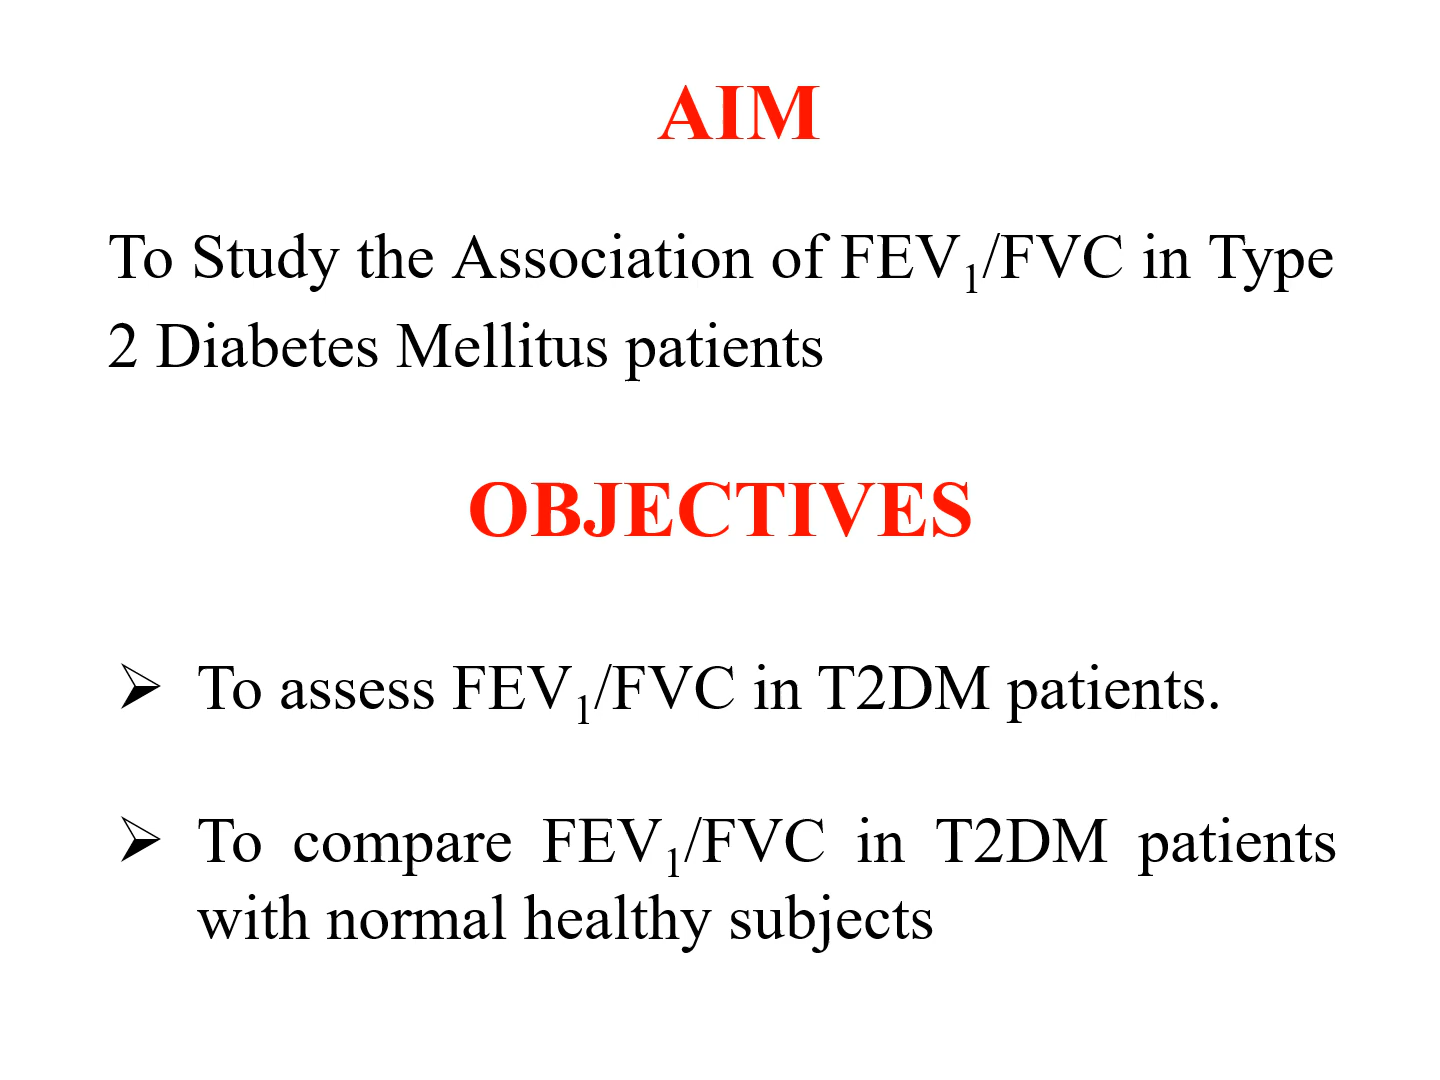 AIM
To Study the Association of FEV₁/FVC in Type
2 Diabetes Mellitus patients
OBJECTIVES
➢ To assess FEV₁/FVC in T2DM patients.
➢ To compare FEV₁/FVC in T2DM patients
with normal healthy subjects